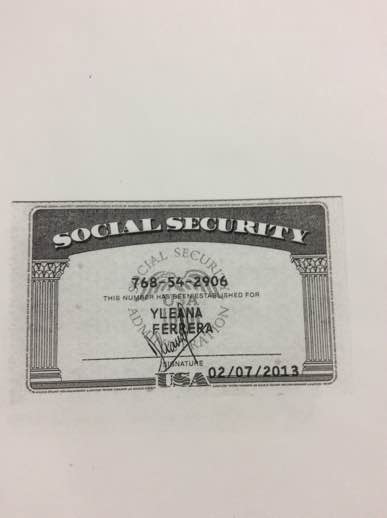 SOCIAL SECURITY
SOCIAL SECURITY
768-54-2906
THIS NUMBER HAS BEEN ESTABLISHED FOR
USA
YLEANA
FERRERA
ADMINISTRATION
SIGNATURE
USA
02/07/2013